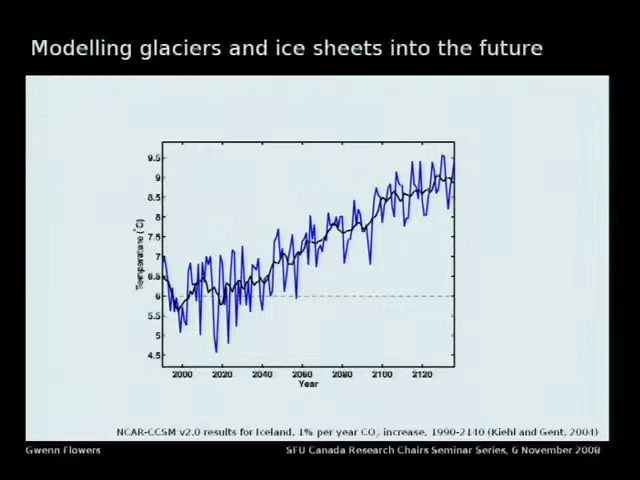 Modelling glaciers and ice sheets into the future
9.5
9
8.5
8
7.5
7
6.5
6
5.5
5
4.5
Temperature (°C)
2000 2020 2040 2060 2080 2100 2120
Year
NCAR-CCSM v2.0 results for Iceland, 1% per year CO₂ increase, 1990-2140 (Kiehl and Gent, 2004)
Gwenn Flowers SFU Canada Research Chairs Seminar Series, 6 November 2008